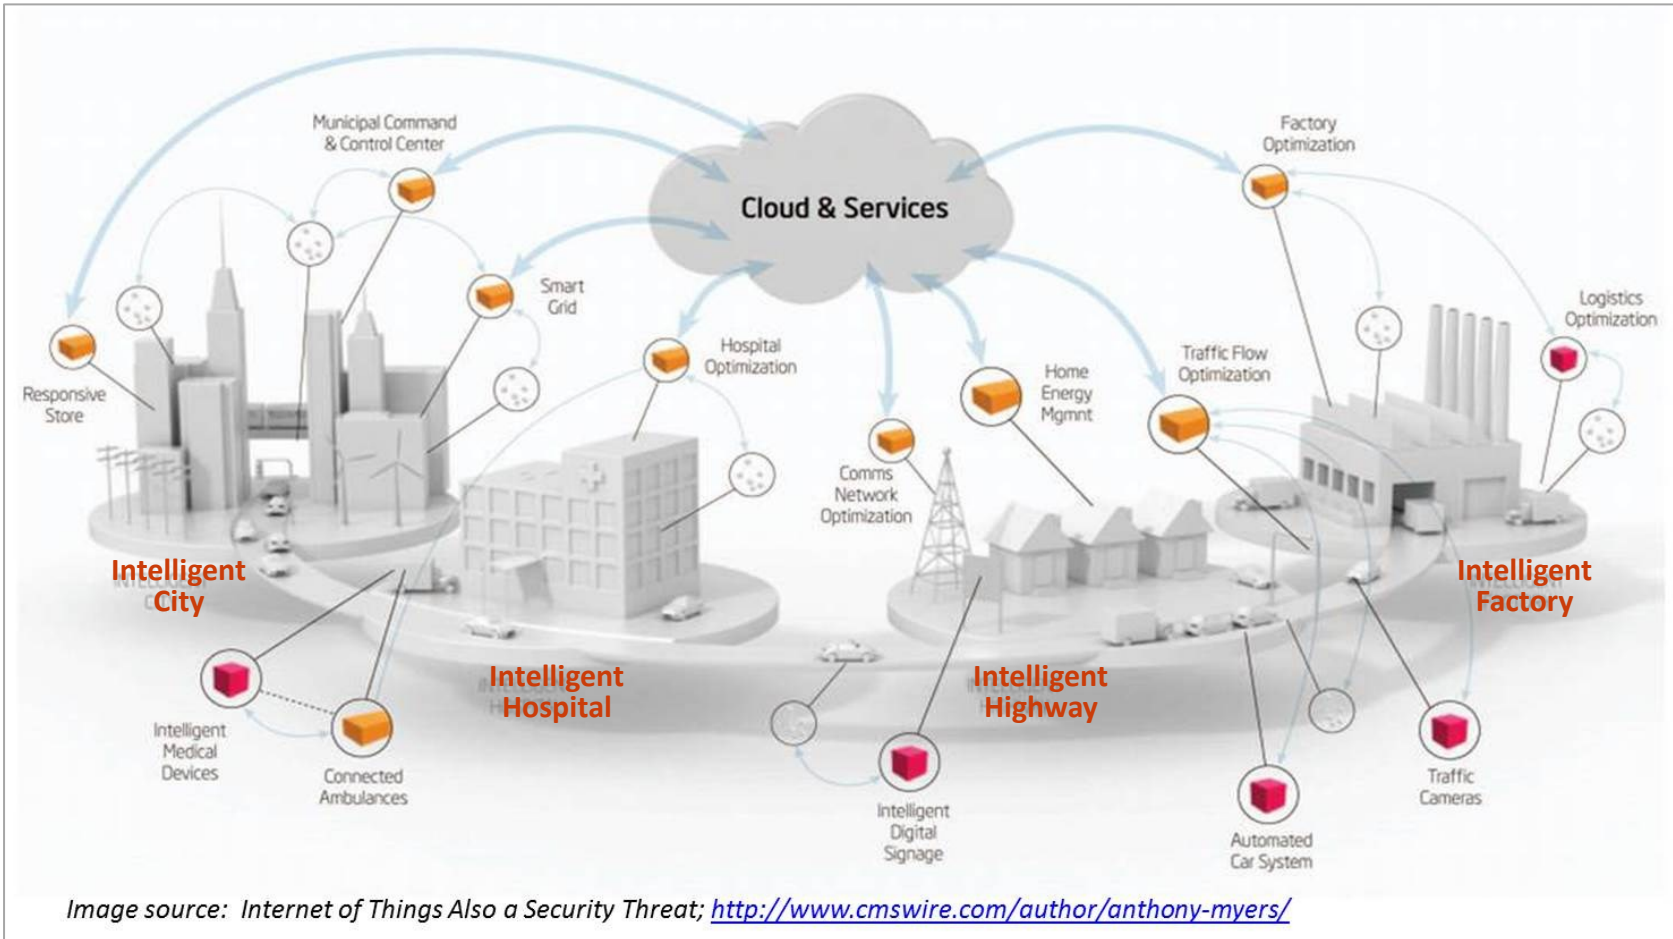 Municipal Command
& Control Center
Factory
Optimization
Cloud & Services
Smart
Grid
Logistics
Optimization
Hospital
Optimization
Traffic Flow
Optimization
Home
Energy
Mgmnt
Responsive
Store
Comms
Network
Optimization
Intelligent
City
Intelligent
Factory
Intelligent
Hospital
Intelligent
Highway
Intelligent
Medical
Devices
Connected
Ambulances
Intelligent
Digital
Signage
Automated
Car System
Traffic
Cameras
Image source:  Internet of Things Also a Security Threat; http://www.cmswire.com/author/anthony-myers/